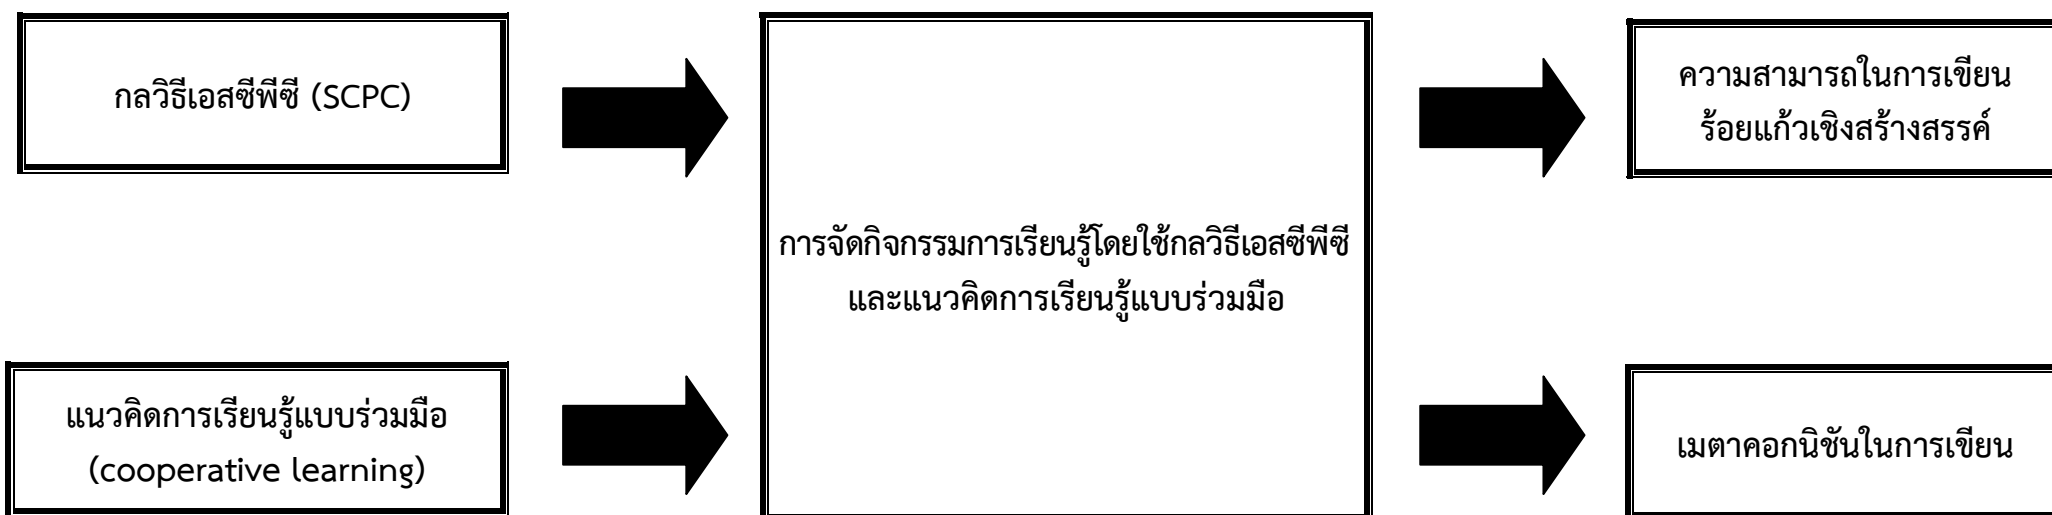 กลวิธีเอสซีพีซี (SCPC)
แนวคิดการเรียนรู้แบบร่วมมือ
(cooperative learning)
การจัดกิจกรรมการเรียนรู้โดยใช้กลวิธีเอสซีพีซี
และแนวคิดการเรียนรู้แบบร่วมมือ
ความสามารถในการเขียน
ร้อยแก้วเชิงสร้างสรรค์
เมตาคอกนิชันในการเขียน